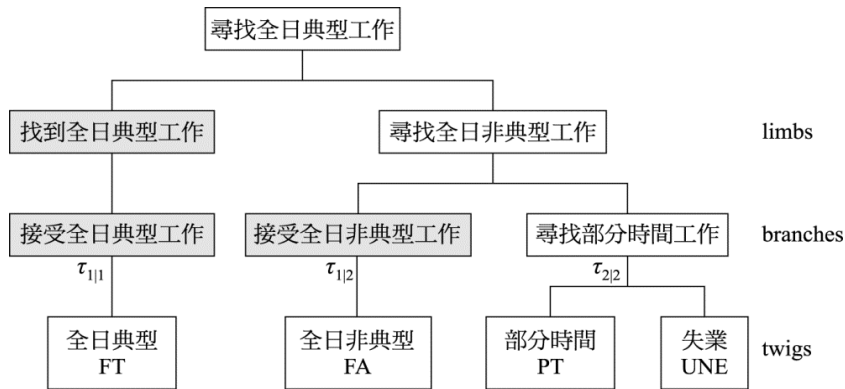 尋找全日典型工作
找到全日典型工作
尋找全日非典型工作
limbs
接受全日典型工作
接受全日非典型工作
尋找部分時間工作
branches
τ1|1
τ1|2
τ2|2
全日典型
FT
全日非典型
FA
部分時間
PT
失業
UNE
twigs